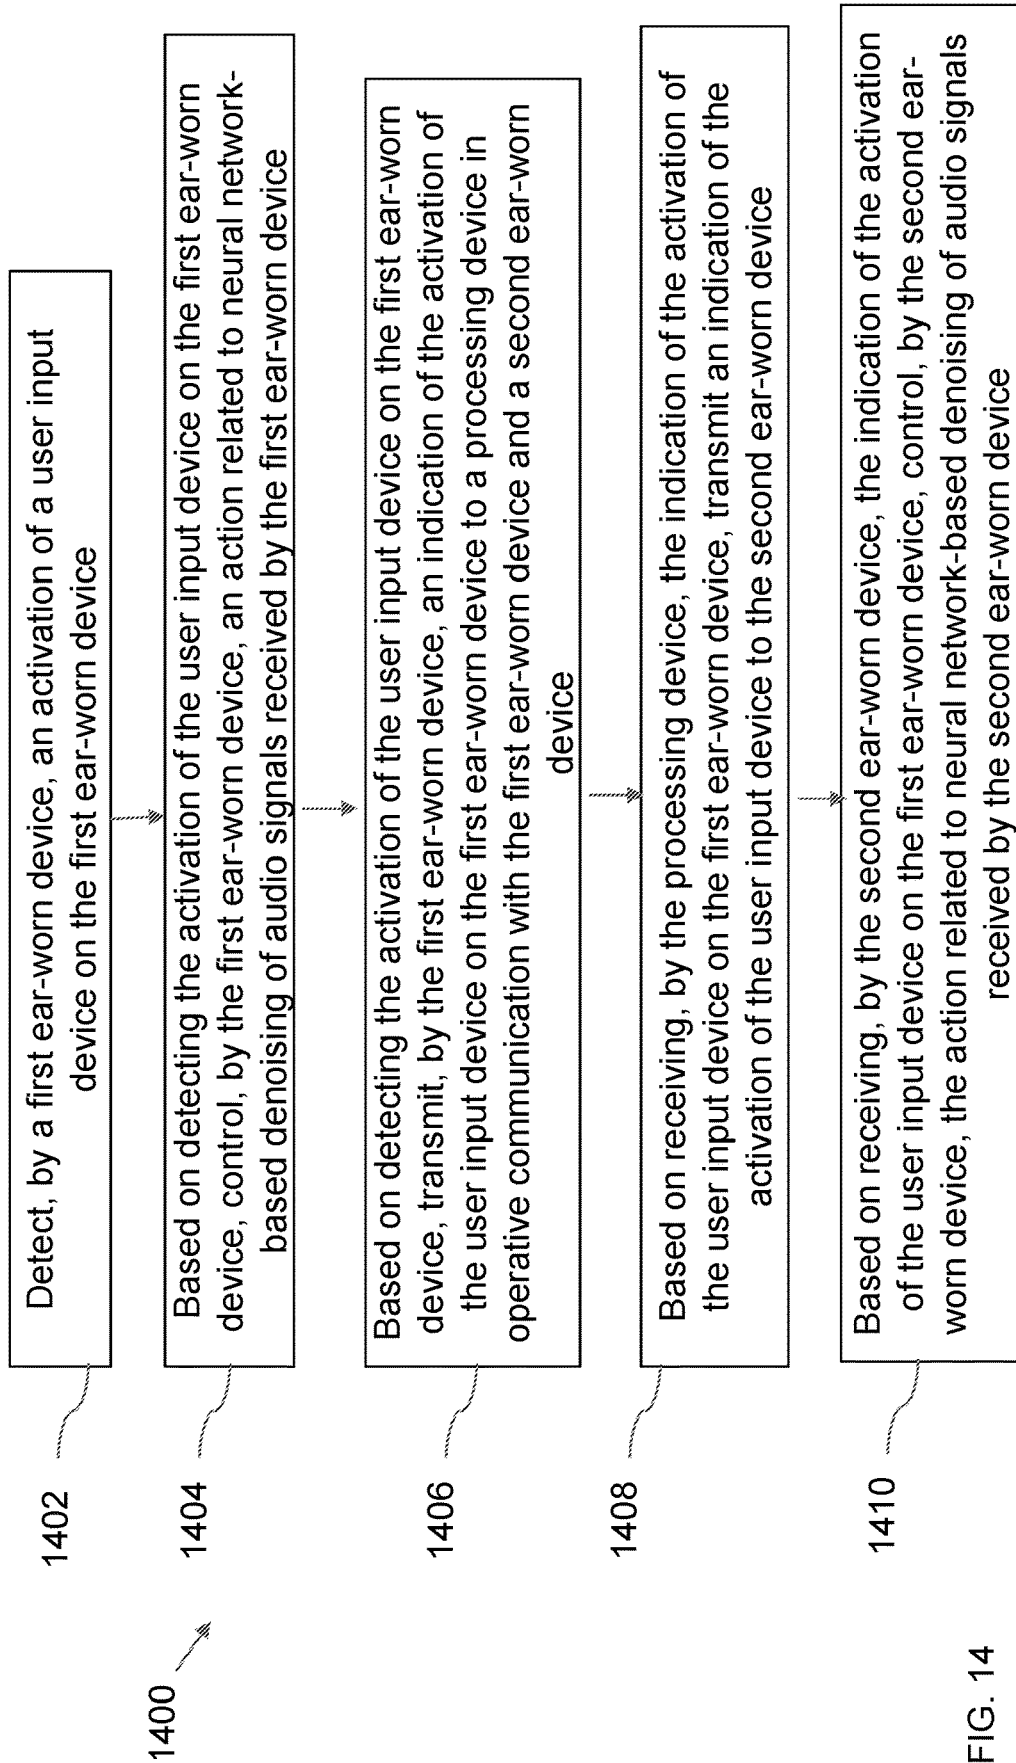 1400
1402
Detect, by a first ear-worn device, an activation of a user input
device on the first ear-worn device
1404
Based on detecting the activation of the user input device on the first ear-worn
device, control, by the first ear-worn device, an action related to neural network-
based denoising of audio signals received by the first ear-worn device
1406
Based on detecting the activation of the user input device on the first ear-worn
device, transmit, by the first ear-worn device, an indication of the activation of
the user input device on the first ear-worn device to a processing device in
operative communication with the first ear-worn device and a second ear-worn
device
1408
Based on receiving, by the processing device, the indication of the activation of
the user input device on the first ear-worn device, transmit an indication of the
activation of the user input device to the second ear-worn device
1410
Based on receiving, by the second ear-worn device, the indication of the activation
of the user input device on the first ear-worn device, control, by the second ear-
worn device, the action related to neural network-based denoising of audio signals
received by the second ear-worn device
FIG. 14